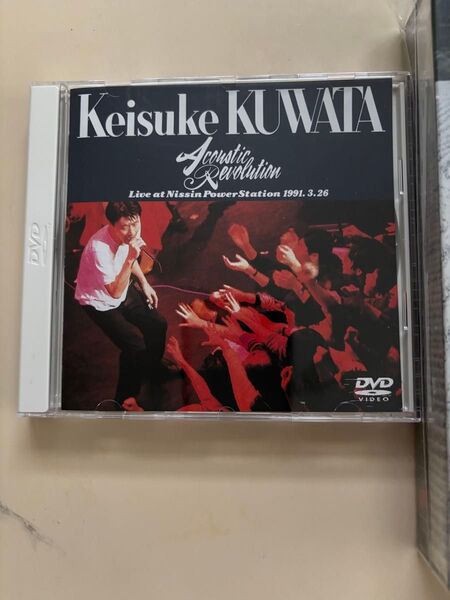 Keisuke KUWATA
Acoustic
Revolution
Live at Nissin Power Station 1991. 3.26
DVD
DVD
VIDEO